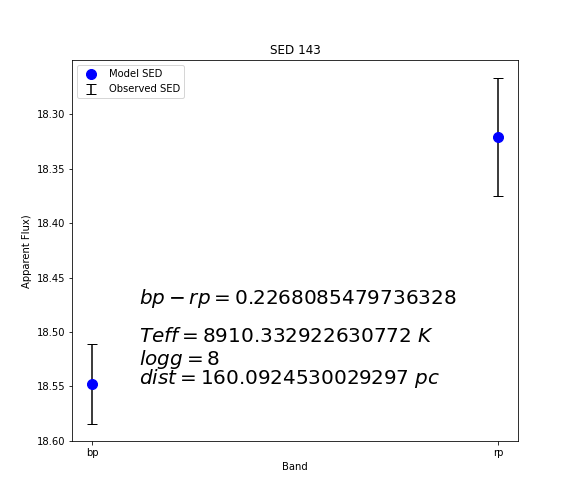 SED 143
Model SED
Observed SED
18.30
18.35
18.40
18.45
18.50
18.55
18.60
Apparent Flux)
bp − rp = 0.2268085479736328
Teff = 8910.332922630772 K
logg = 8
dist = 160.0924530029297 pc
bp
rp
Band